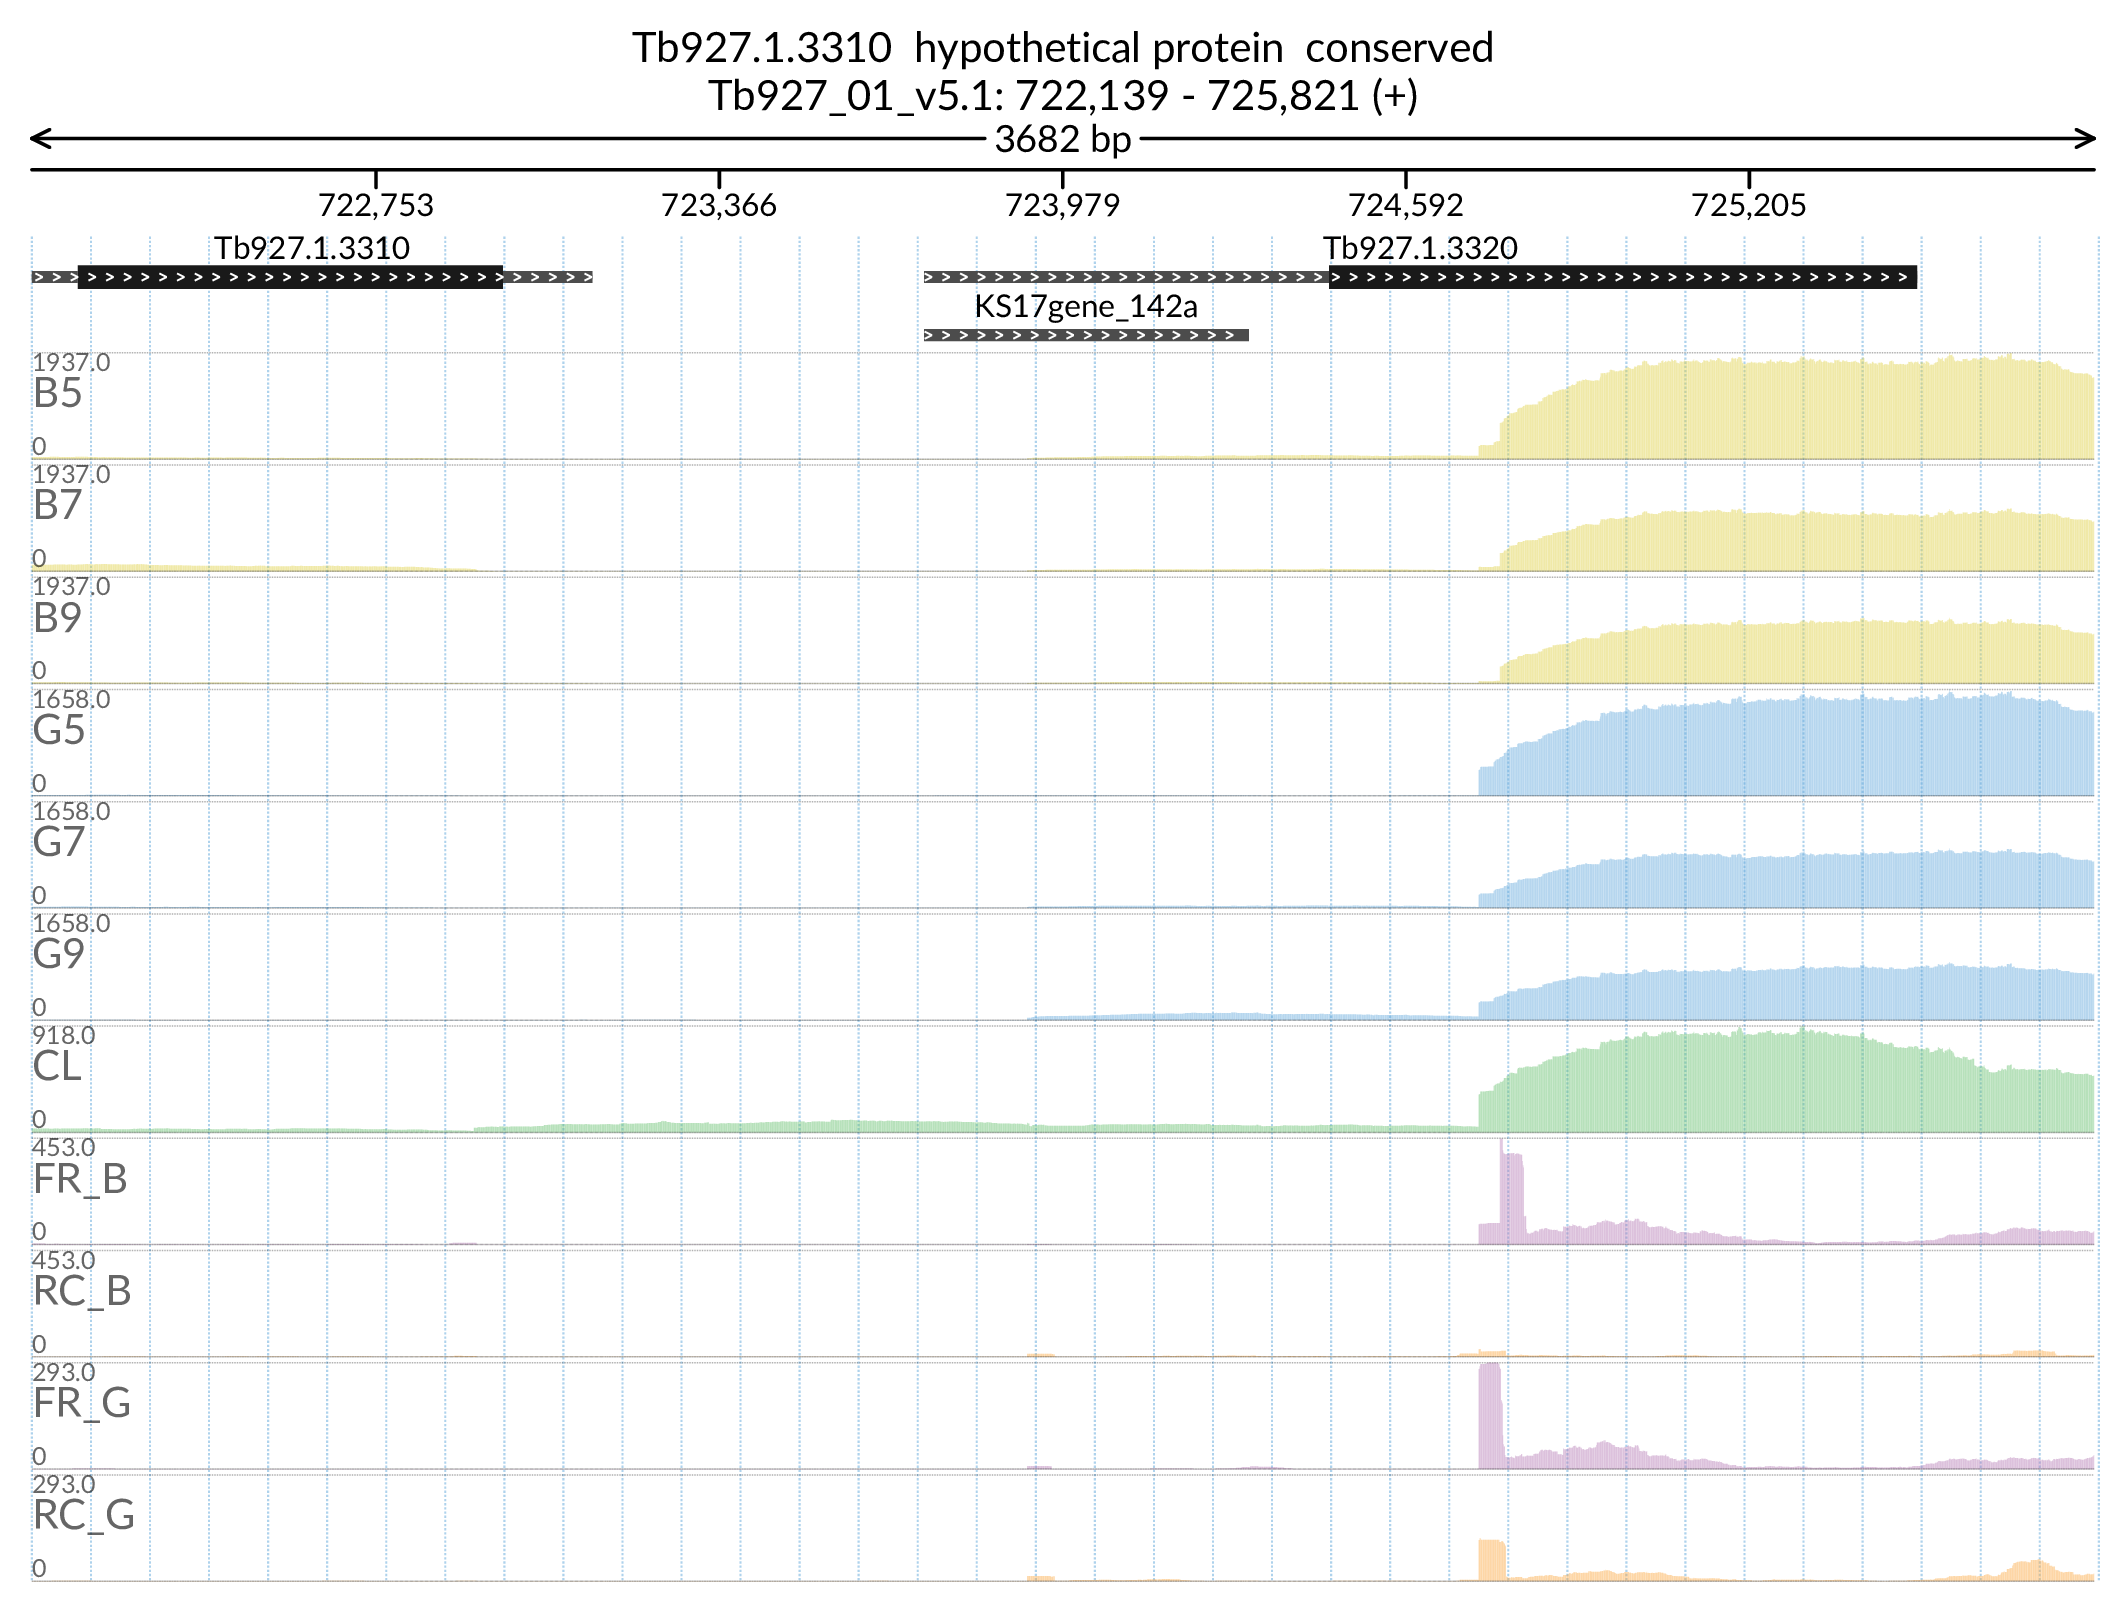 Tb927.1.3310  hypothetical protein  conserved
Tb927_01_v5.1: 722,139 - 725,821 (+)
3682 bp
722,753 723,366 723,979 724,592 725,205
Tb927.1.3310 Tb927.1.3320
KS17gene_142a
1937.0
B5
0
1937.0
B7
0
1937.0
B9
0
1658.0
G5
0
1658.0
G7
0
1658.0
G9
0
918.0
CL
0
453.0
FR_B
0
453.0
RC_B
0
293.0
FR_G
0
293.0
RC_G
0